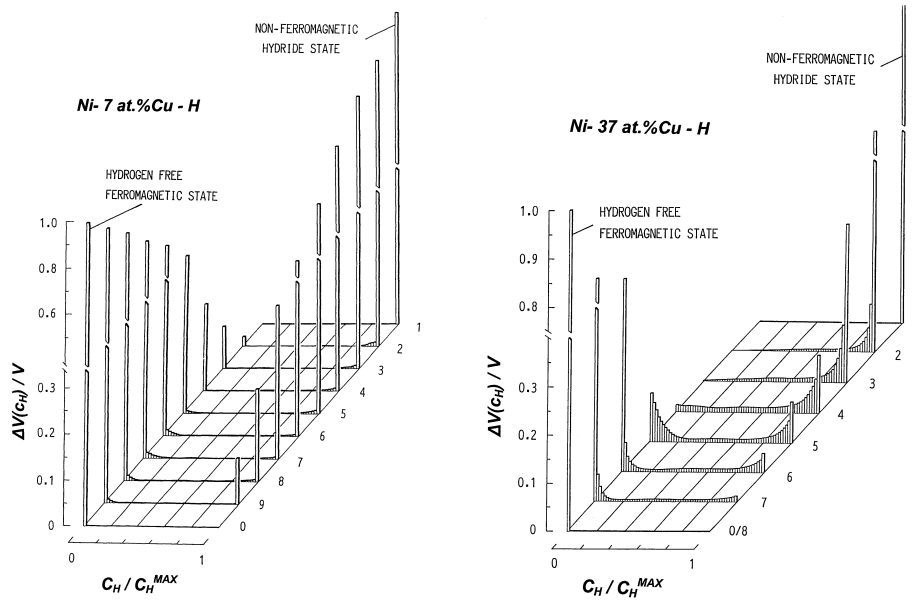 NON-FERROMAGNETIC
HYDRIDE STATE
Ni- 7 at.%Cu - H
HYDROGEN FREE
FERROMAGNETIC STATE
1.0
0.8
0.6
0.3
0.2
0.1
0
ΔV(cH) / V
1
2
3
4
5
6
7
8
9
0
0
1
CH / CH MAX
NON-FERROMAGNETIC
HYDRIDE STATE
Ni- 37 at.%Cu - H
HYDROGEN FREE
FERROMAGNETIC STATE
1.0
0.9
0.8
0.3
0.2
0.1
0
ΔV(cH) / V
2
3
4
5
6
7
0/8
0
1
CH / CH MAX